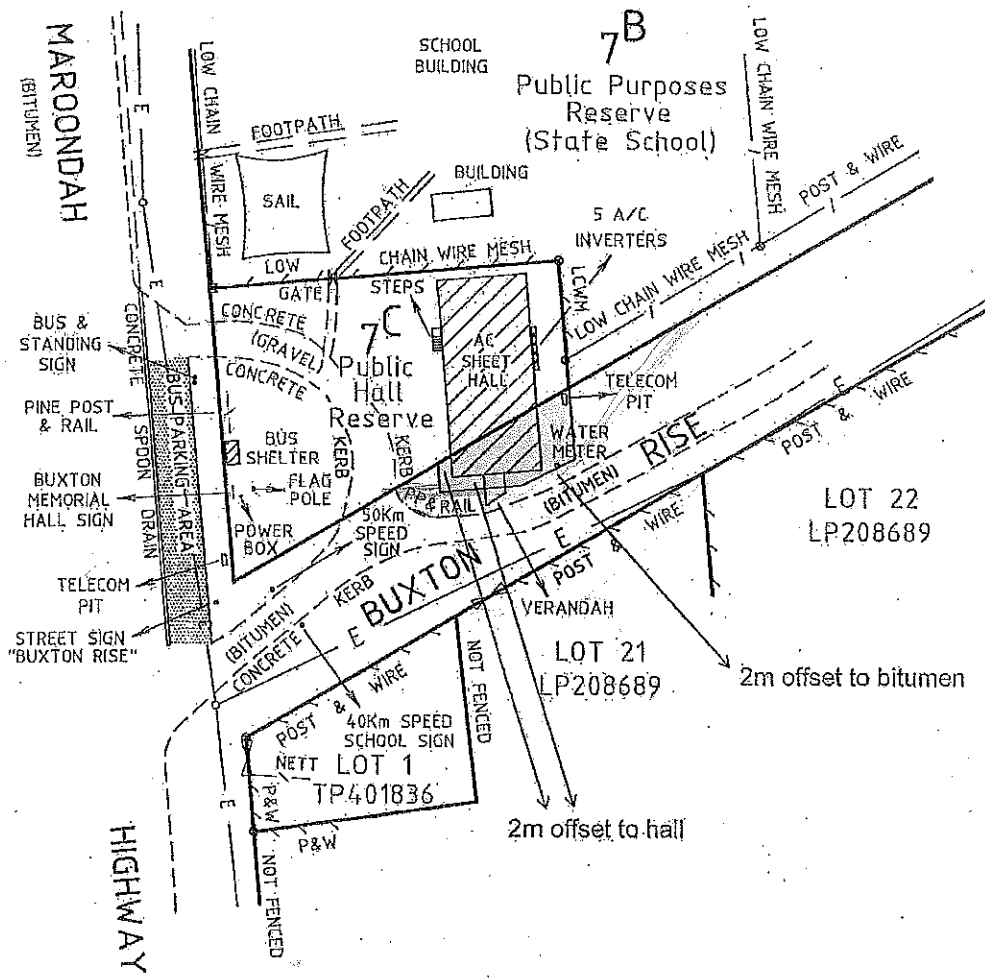 MAROONDAH
(BITUMEN)
E
LOW CHAIN
WIRE MESH
SCHOOL
BUILDING
7B
Public Purposes
Reserve
(State School)
LOW CHAIN WIRE MESH
FOOTPATH
SAIL
FOOTPATH
BUILDING
POST & WIRE
5 A/C
INVERTERS
E
LOW
CHAIN WIRE MESH
GATE
STEPS
LCWM
LOW CHAIN WIRE MESH
BUS &
STANDING
SIGN
CONCRETE
SPOON
DRAIN
BUS PARKING AREA
CONCRETE
(GRAVEL)
CONCRETE
7C
Public
Hall
Reserve
AC
SHEET
HALL
TELECOM
PIT
PINE POST
& RAIL
BUS
SHELTER
KERB
KERB
WATER
METER
E
POST & WIRE
RISE
BUXTON
MEMORIAL
HALL SIGN
FLAG
POLE
PP& RAIL
(BITUMEN)
POWER
BOX
50Km
SPEED
SIGN
LOT 22
LP208689
E
POST & WIRE
TELECOM
PIT
KERB
BUXTON
VERANDAH
STREET SIGN
"BUXTON RISE"
E
(BITUMEN)
CONCRETE
E
LOT 21
LP208689
2m offset to bitumen
NOT FENCED
POST & WIRE
40Km SPEED
SCHOOL SIGN
NETT
LOT 1
TP401836
P&W
E
P&W
2m offset to hall
HIGHWAY
NOT FENCED